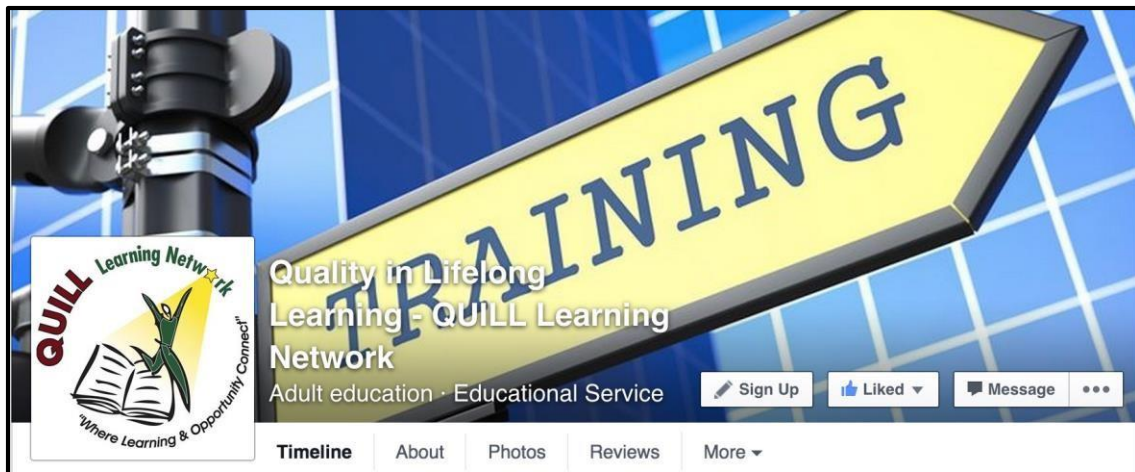 TRAINING
QUILL Learning Network
"Where Learning & Opportunity Connect"
Quality in Lifelong
Learning - QUILL Learning
Network
Adult education · Educational Service
Sign Up
Liked
Message
Timeline
About
Photos
Reviews
More